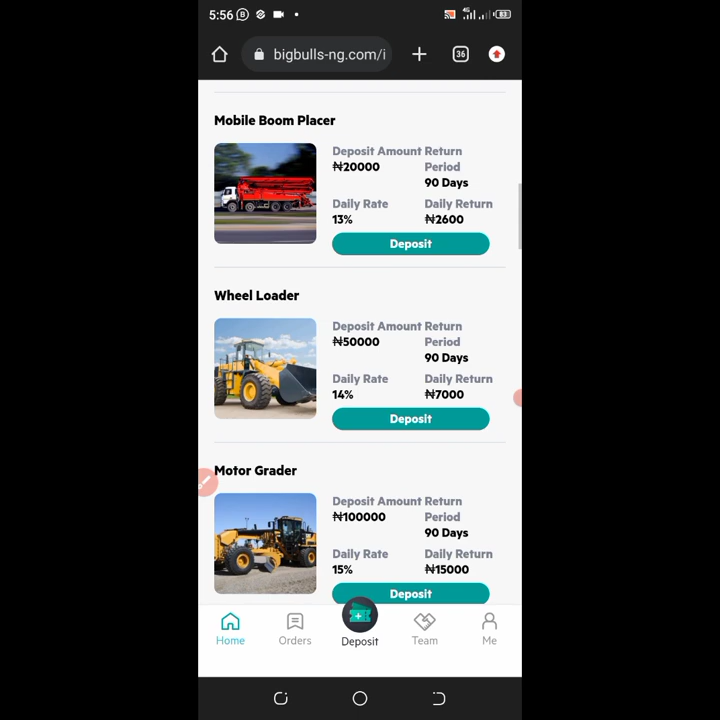 5:56
4G
83
bigbulls-ng.com/i
36
Mobile Boom Placer
Deposit Amount Return
₦20000 Period
90 Days
Daily Rate Daily Return
13% ₦2600
Deposit
Wheel Loader
Deposit Amount Return
₦50000 Period
90 Days
Daily Rate Daily Return
14% ₦7000
Deposit
Motor Grader
Deposit Amount Return
₦100000 Period
90 Days
Daily Rate Daily Return
15% ₦15000
Deposit
Home Orders Deposit Team Me